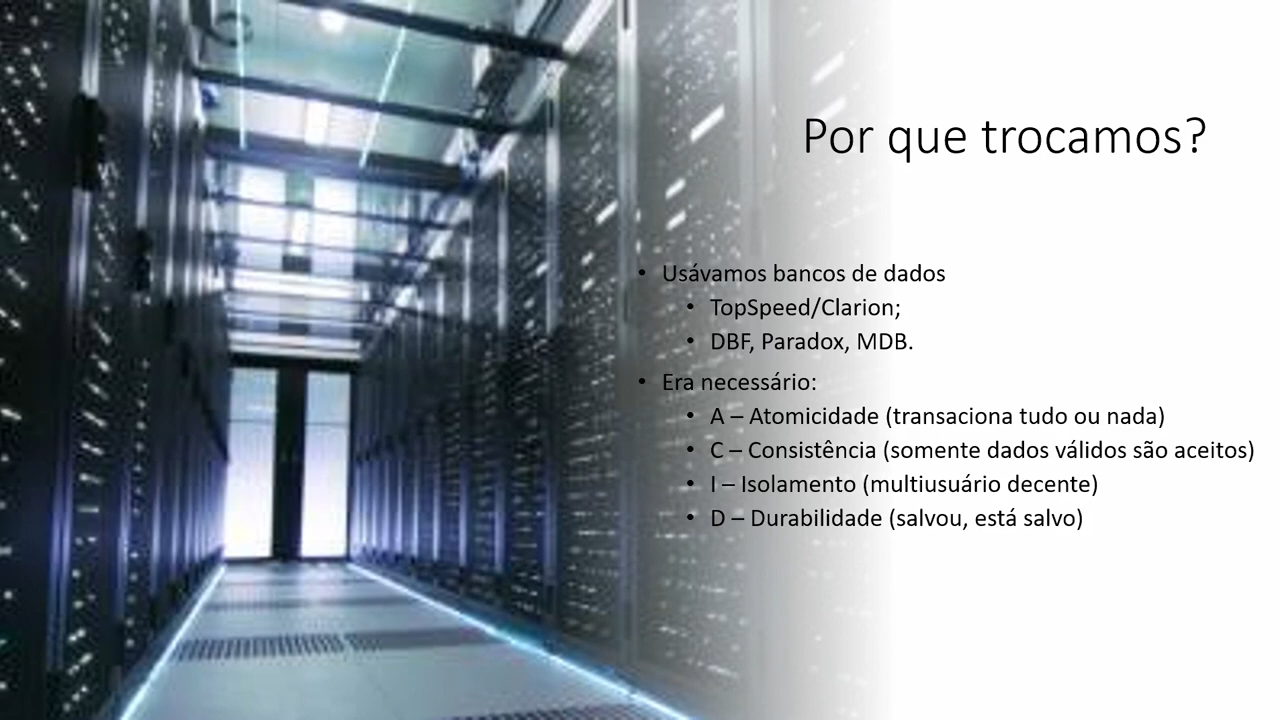 Por que trocamos?
• Usávamos bancos de dados
• TopSpeed/Clarion;
• DBF, Paradox, MDB.
• Era necessário:
• A – Atomicidade (transaciona tudo ou nada)
• C – Consistência (somente dados válidos são aceitos)
• I – Isolamento (multiusuário decente)
• D – Durabilidade (salvou, está salvo)